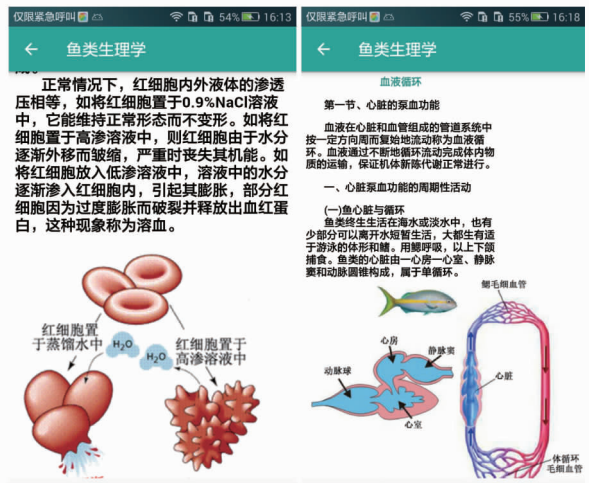 仅限紧急呼叫
54%
16:13
鱼类生理学
正常情况下，红细胞内外液体的渗透
压相等，如将红细胞置于0.9%NaCl溶液
中，它能维持正常形态而不变形。如将红
细胞置于高渗溶液中，则红细胞由于水分
逐渐外移而皱缩，严重时丧失其机能。如
将红细胞放入低渗溶液中，溶液中的水分
逐渐渗入红细胞内，引起其膨胀，部分红
细胞因为过度膨胀而破裂并释放出血红蛋
白，这种现象称为溶血。
红细胞置
于蒸馏水中
H₂O
H₂O
红细胞置于
高渗溶液中
仅限紧急呼叫
55%
16:18
鱼类生理学
血液循环
第一节、心脏的泵血功能
血液在心脏和血管组成的管道系统中
按一定方向周而复始地流动称为血液循
环。血液通过不断地循环流动完成体内物
质的运输，保证机体新陈代谢正常进行。
一、心脏泵血功能的周期性活动
(一)鱼心脏与循环
鱼类终生生活在海水或淡水中，也有
少部分可以离开水短暂生活，大都生有适
于游泳的体形和鳍。用鳃呼吸，以上下颌
捕食。鱼类的心脏由一心房一心室、静脉
窦和动脉圆锥构成，属于单循环。
鳃毛细血管
心房
静脉窦
动脉球
心室
心脏
体循环
毛细血管